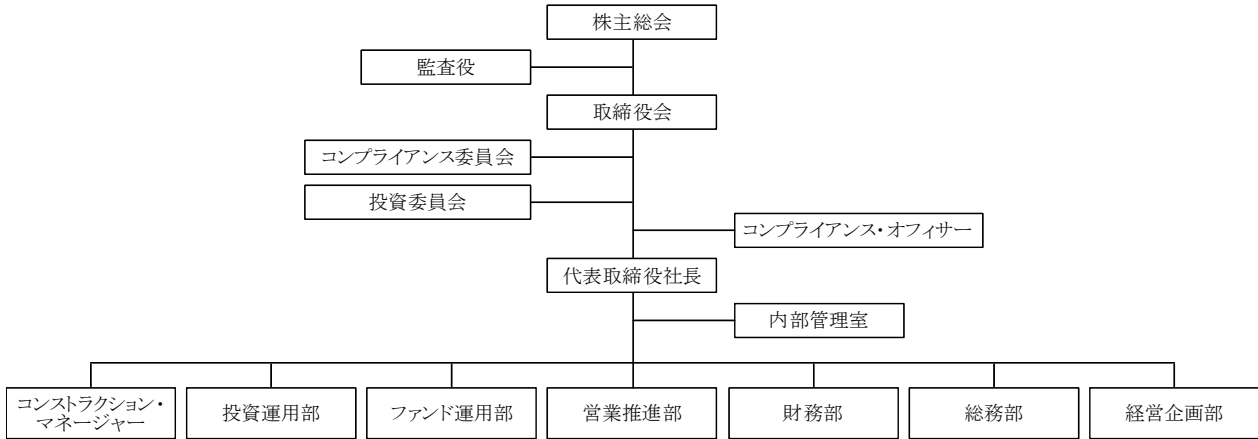 株主総会
監査役
取締役会
コンプライアンス委員会
投資委員会
コンプライアンス・オフィサー
代表取締役社長
内部管理室
コンストラクション・
マネージャー
投資運用部
ファンド運用部
営業推進部
財務部
総務部
経営企画部